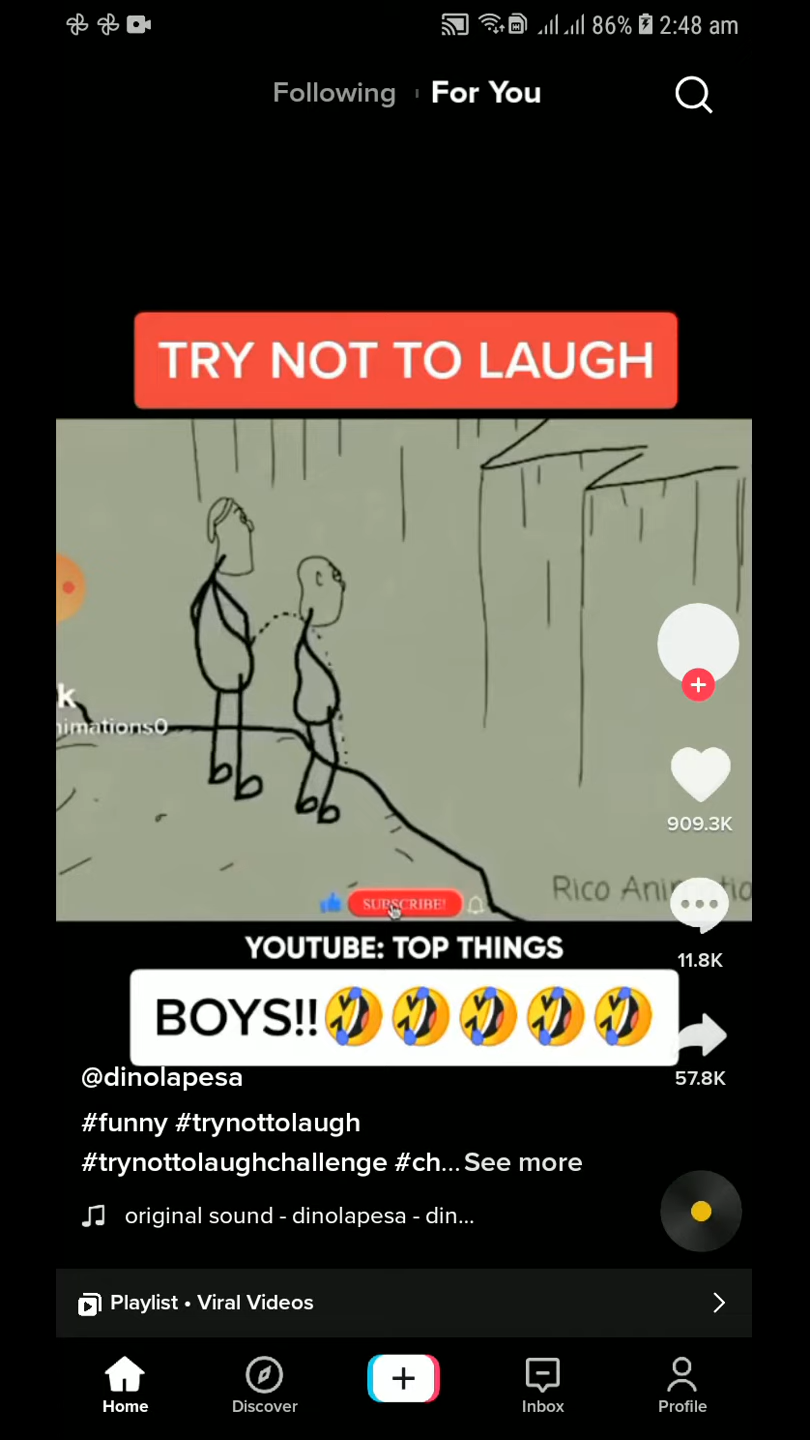 86% 2:48 am
Following For You
TRY NOT TO LAUGH
k
nimations0
Rico Anima
SUBSCRIBE!
YOUTUBE: TOP THINGS
BOYS!!🤣🤣🤣🤣🤣
909.3K
11.8K
57.8K
@dinolapesa
#funny #trynottolaugh
#trynottolaughchallenge #ch... See more
original sound - dinolapesa - din...
Playlist • Viral Videos
Home Discover Inbox Profile